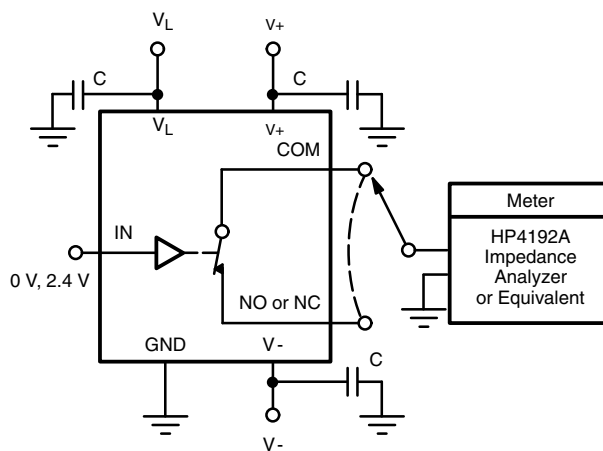 VL
V+
C
C
VL
V+
COM
IN
0 V, 2.4 V
NO or NC
GND
V-
C
V-
Meter
HP4192A
Impedance
Analyzer
or Equivalent